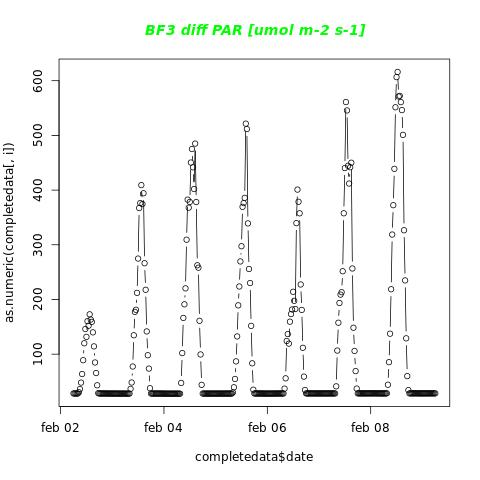 BF3 diff PAR [umol m-2 s-1]
as.numeric(completedata[, i])
600
500
400
300
200
100
feb 02
feb 04
feb 06
feb 08
completedata$date